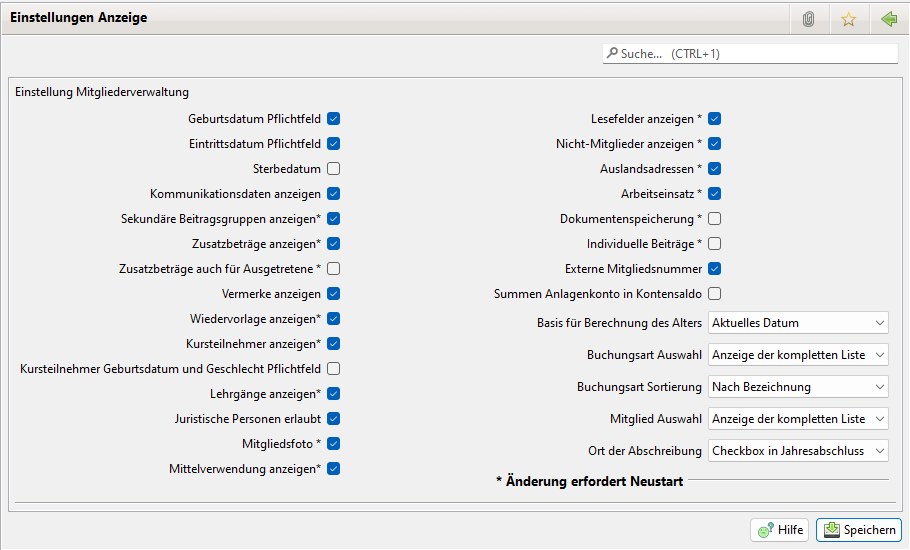 Einstellungen Anzeige
Suche... (CTRL+1)
Einstellung Mitgliederverwaltung
Geburtsdatum Pflichtfeld
Eintrittsdatum Pflichtfeld
Sterbedatum
Kommunikationsdaten anzeigen
Sekundäre Beitragsgruppen anzeigen*
Zusatzbeträge anzeigen*
Zusatzbeträge auch für Ausgetretene *
Vermerke anzeigen
Wiedervorlage anzeigen*
Kursteilnehmer anzeigen*
Kursteilnehmer Geburtsdatum und Geschlecht Pflichtfeld
Lehrgänge anzeigen*
Juristische Personen erlaubt
Mitgliedsfoto *
Mittelverwendung anzeigen*
Lesefelder anzeigen *
Nicht-Mitglieder anzeigen *
Auslandsadressen *
Arbeitseinsatz *
Dokumentenspeicherung *
Individuelle Beiträge *
Externe Mitgliedsnummer
Summen Anlagenkonto in Kontensaldo
Basis für Berechnung des Alters Aktuelles Datum
Buchungsart Auswahl Anzeige der kompletten Liste
Buchungsart Sortierung Nach Bezeichnung
Mitglied Auswahl Anzeige der kompletten Liste
Ort der Abschreibung Checkbox in Jahresabschluss
* Änderung erfordert Neustart
Hilfe Speichern